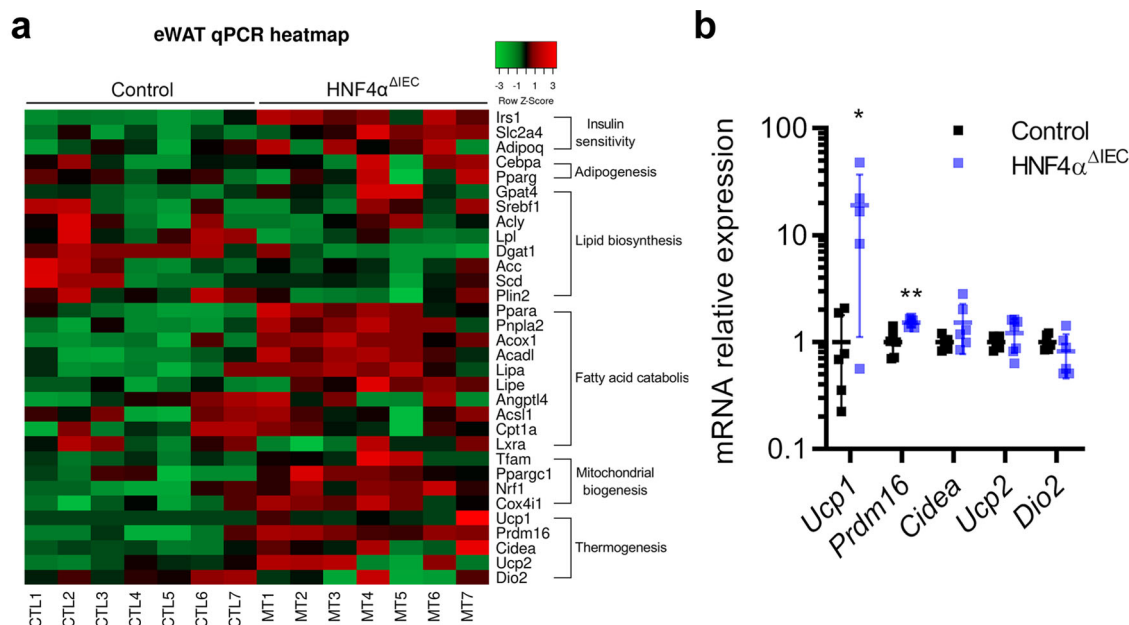 a
eWAT qPCR heatmap
-3 -1 1 3
Row Z-Score
Control
HNF4α^ΔIEC
Irs1
Slc2a4
Adipoq
Cebpa
Pparg
Gpat4
Srebf1
Acly
Lpl
Dgat1
Acc
Scd
Plin2
Ppara
Pnpla2
Acox1
Acadl
Lipa
Lipe
Angptl4
Acsl1
Cpt1a
Lxra
Tfam
Ppargc1
Nrf1
Cox4i1
Ucp1
Prdm16
Cidea
Ucp2
Dio2
Insulin
sensitivity
Adipogenesis
Lipid biosynthesis
Fatty acid catabolis
Mitochondrial
biogenesis
Thermogenesis
CTL1 CTL2 CTL3 CTL4 CTL5 CTL6 CTL7 MT1 MT2 MT3 MT4 MT5 MT6 MT7
b
Control
HNF4α^ΔIEC
mRNA relative expression
100
10
1
0.1
*
**
Ucp1 Prdm16 Cidea Ucp2 Dio2